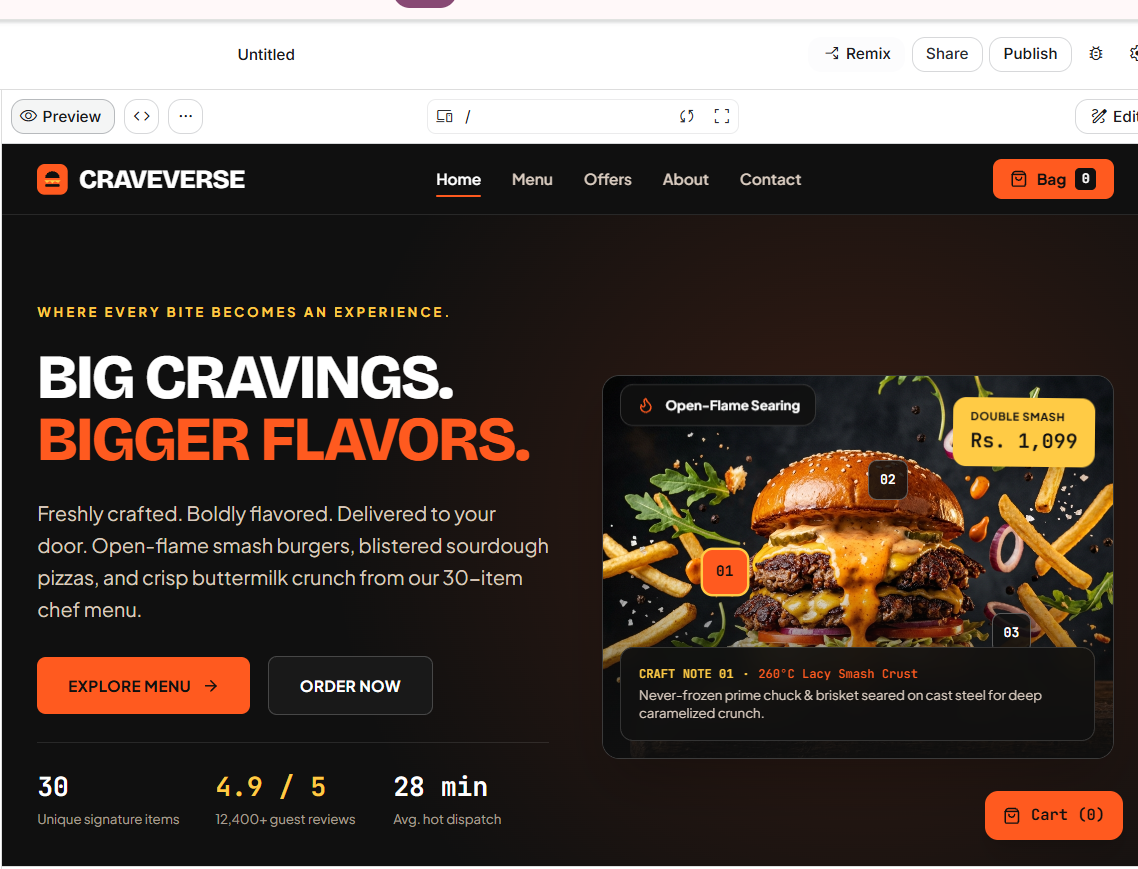 Untitled
Remix
Share
Publish
Preview
/
Edit
CRAVEVERSE
Home
Menu
Offers
About
Contact
Bag 0
WHERE EVERY BITE BECOMES AN EXPERIENCE.
BIG CRAVINGS.
BIGGER FLAVORS.
Freshly crafted. Boldly flavored. Delivered to your
door. Open-flame smash burgers, blistered sourdough
pizzas, and crisp buttermilk crunch from our 30-item
chef menu.
EXPLORE MENU →
ORDER NOW
30
Unique signature items
4.9 / 5
12,400+ guest reviews
28 min
Avg. hot dispatch
Open-Flame Searing
DOUBLE SMASH
Rs. 1,099
02
01
03
CRAFT NOTE 01 · 260°C Lacy Smash Crust
Never-frozen prime chuck & brisket seared on cast steel for deep
caramelized crunch.
Cart (0)